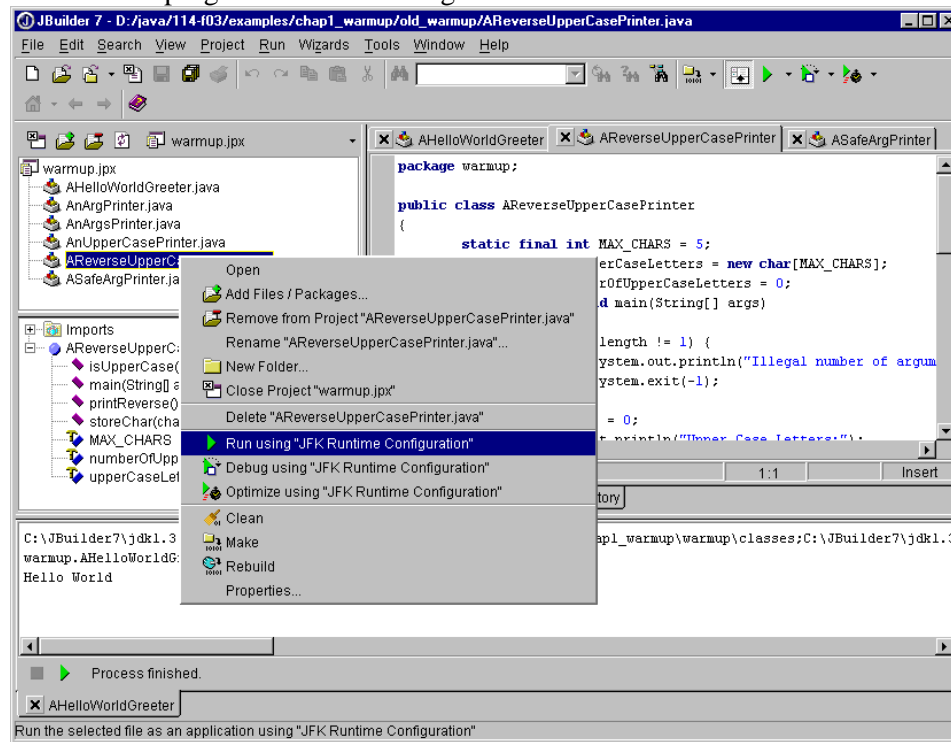 JBuilder 7 - D:/java/114-f03/examples/chap1_warmup/old_warmup/AReverseUpperCasePrinter.java
File Edit Search View Project Run Wizards Tools Window Help
warmup.jpx
AHelloWorldGreeter AReverseUpperCasePrinter ASafeArgPrinter
warmup.jpx
AHelloWorldGreeter.java
AnArgPrinter.java
AnArgsPrinter.java
AnUpperCasePrinter.java
AReverseUpperC
ASafeArgPrinter.ja
Imports
AReverseUpperC
isUpperCase(
main(String[] a
printReverse()
storeChar(cha
MAX_CHARS
numberOfUpp
upperCaseLet
package warmup;
public class AReverseUpperCasePrinter
{
static final int MAX_CHARS = 5;
erCaseLetters = new char[MAX_CHARS];
rOfUpperCaseLetters = 0;
d main(String[] args)
length != 1) {
ystem.out.println("Illegal number of argum
ystem.exit(-1);
= 0;
t.println("Upper Case Letters:");
1:1 Insert
tory
Open
Add Files / Packages...
Remove from Project "AReverseUpperCasePrinter.java"
Rename "AReverseUpperCasePrinter.java"...
New Folder...
Close Project "warmup.jpx"
Delete "AReverseUpperCasePrinter.java"
Run using "JFK Runtime Configuration"
Debug using "JFK Runtime Configuration"
Optimize using "JFK Runtime Configuration"
Clean
Make
Rebuild
Properties...
C:\JBuilder7\jdk1.3 ap1_warmup\warmup\classes;C:\JBuilder7\jdk1.3
warmup.AHelloWorldG
Hello World
Process finished.
AHelloWorldGreeter
Run the selected file as an application using "JFK Runtime Configuration"